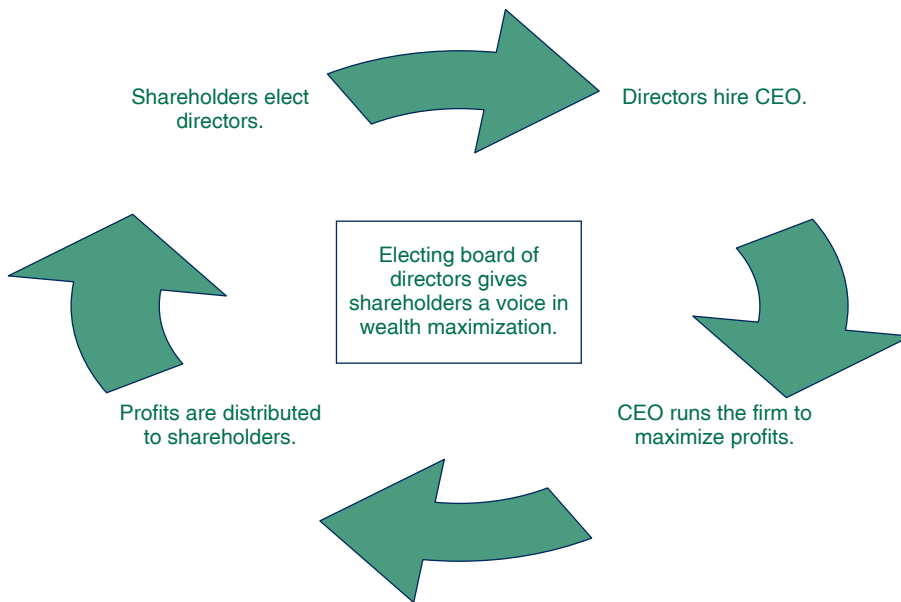 Shareholders elect
directors.
Directors hire CEO.
Electing board of
directors gives
shareholders a voice in
wealth maximization.
Profits are distributed
to shareholders.
CEO runs the firm to
maximize profits.